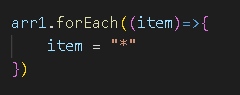 arr1.forEach((item)=>{
    item = "*"
})